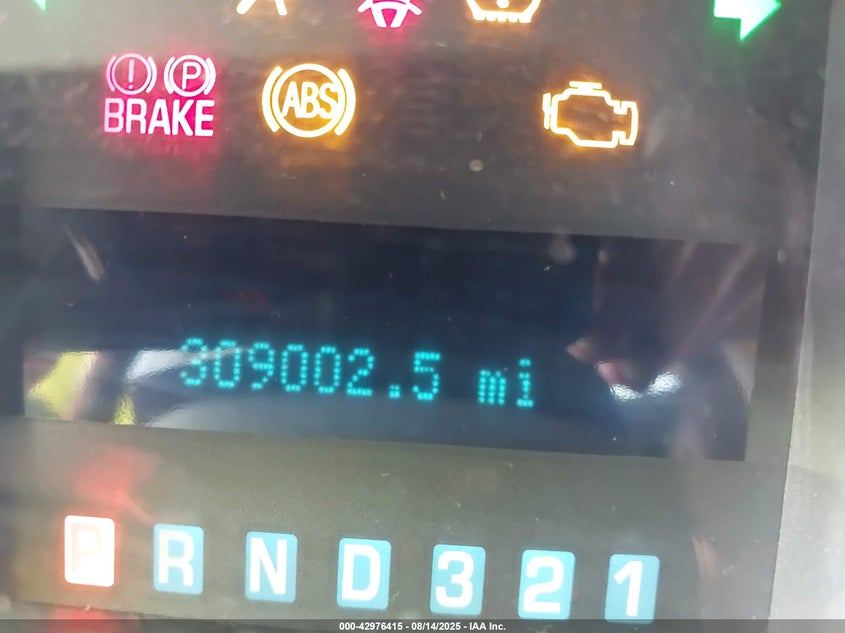 (!) (P)
BRAKE
ABS
309002.5 mi
P R N D 3 2 1
000-42976415 - 08/14/2025 - IAA Inc.